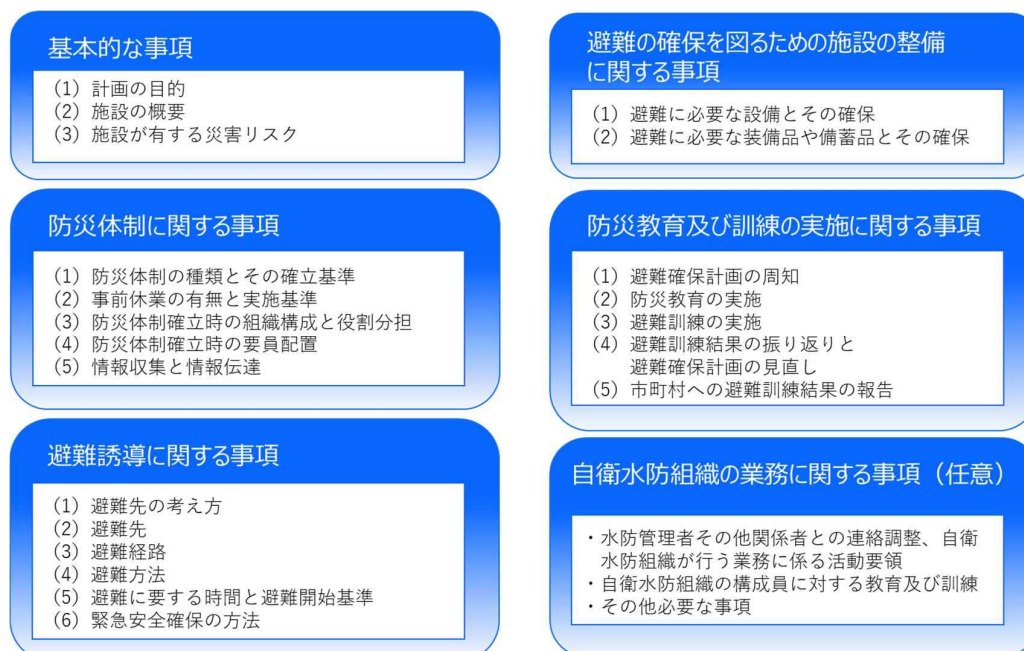 基本的な事項
(1) 計画の目的
(2) 施設の概要
(3) 施設が有する災害リスク
防災体制に関する事項
(1) 防災体制の種類とその確立基準
(2) 事前休業の有無と実施基準
(3) 防災体制確立時の組織構成と役割分担
(4) 防災体制確立時の要員配置
(5) 情報収集と情報伝達
避難誘導に関する事項
(1) 避難先の考え方
(2) 避難先
(3) 避難経路
(4) 避難方法
(5) 避難に要する時間と避難開始基準
(6) 緊急安全確保の方法
避難の確保を図るための施設の整備
に関する事項
(1) 避難に必要な設備とその確保
(2) 避難に必要な装備品や備蓄品とその確保
防災教育及び訓練の実施に関する事項
(1) 避難確保計画の周知
(2) 防災教育の実施
(3) 避難訓練の実施
(4) 避難訓練結果の振り返りと
避難確保計画の見直し
(5) 市町村への避難訓練結果の報告
自衛水防組織の業務に関する事項（任意）
・水防管理者その他関係者との連絡調整、自衛
水防組織が行う業務に係る活動要領
・自衛水防組織の構成員に対する教育及び訓練
・その他必要な事項